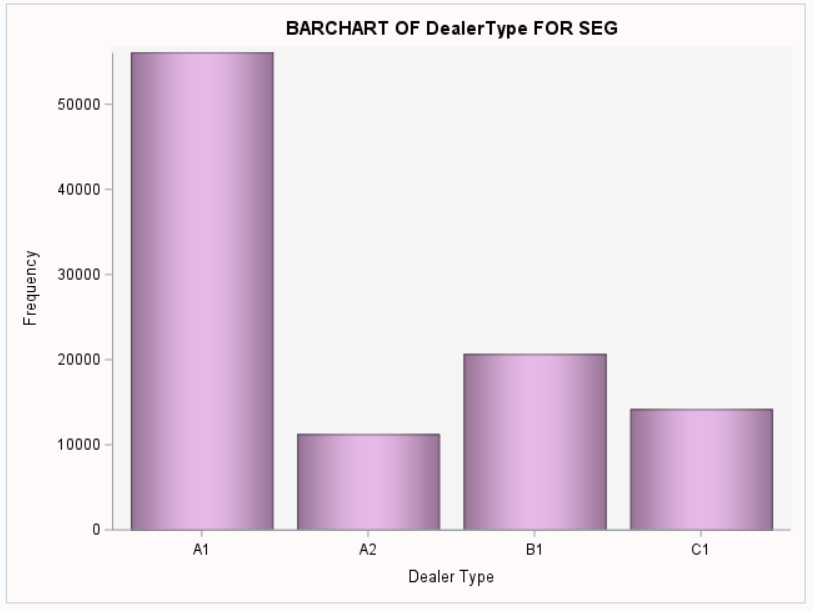 BARCHART OF DealerType FOR SEG
50000
40000
30000
20000
10000
0
Frequency
A1 A2 B1 C1
Dealer Type